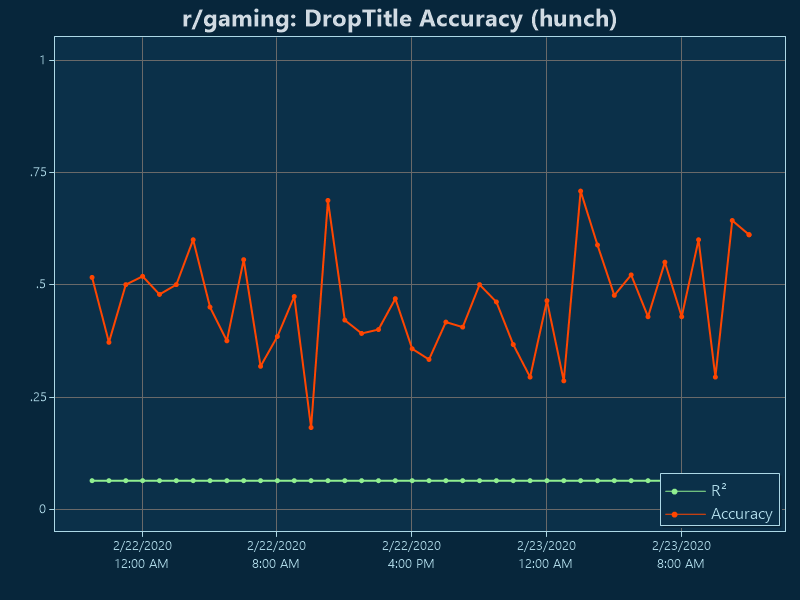 r/gaming: DropTitle Accuracy (hunch)
1
.75
.5
.25
0
R²
Accuracy
2/22/2020 2/22/2020 2/22/2020 2/23/2020 2/23/2020
12:00 AM 8:00 AM 4:00 PM 12:00 AM 8:00 AM